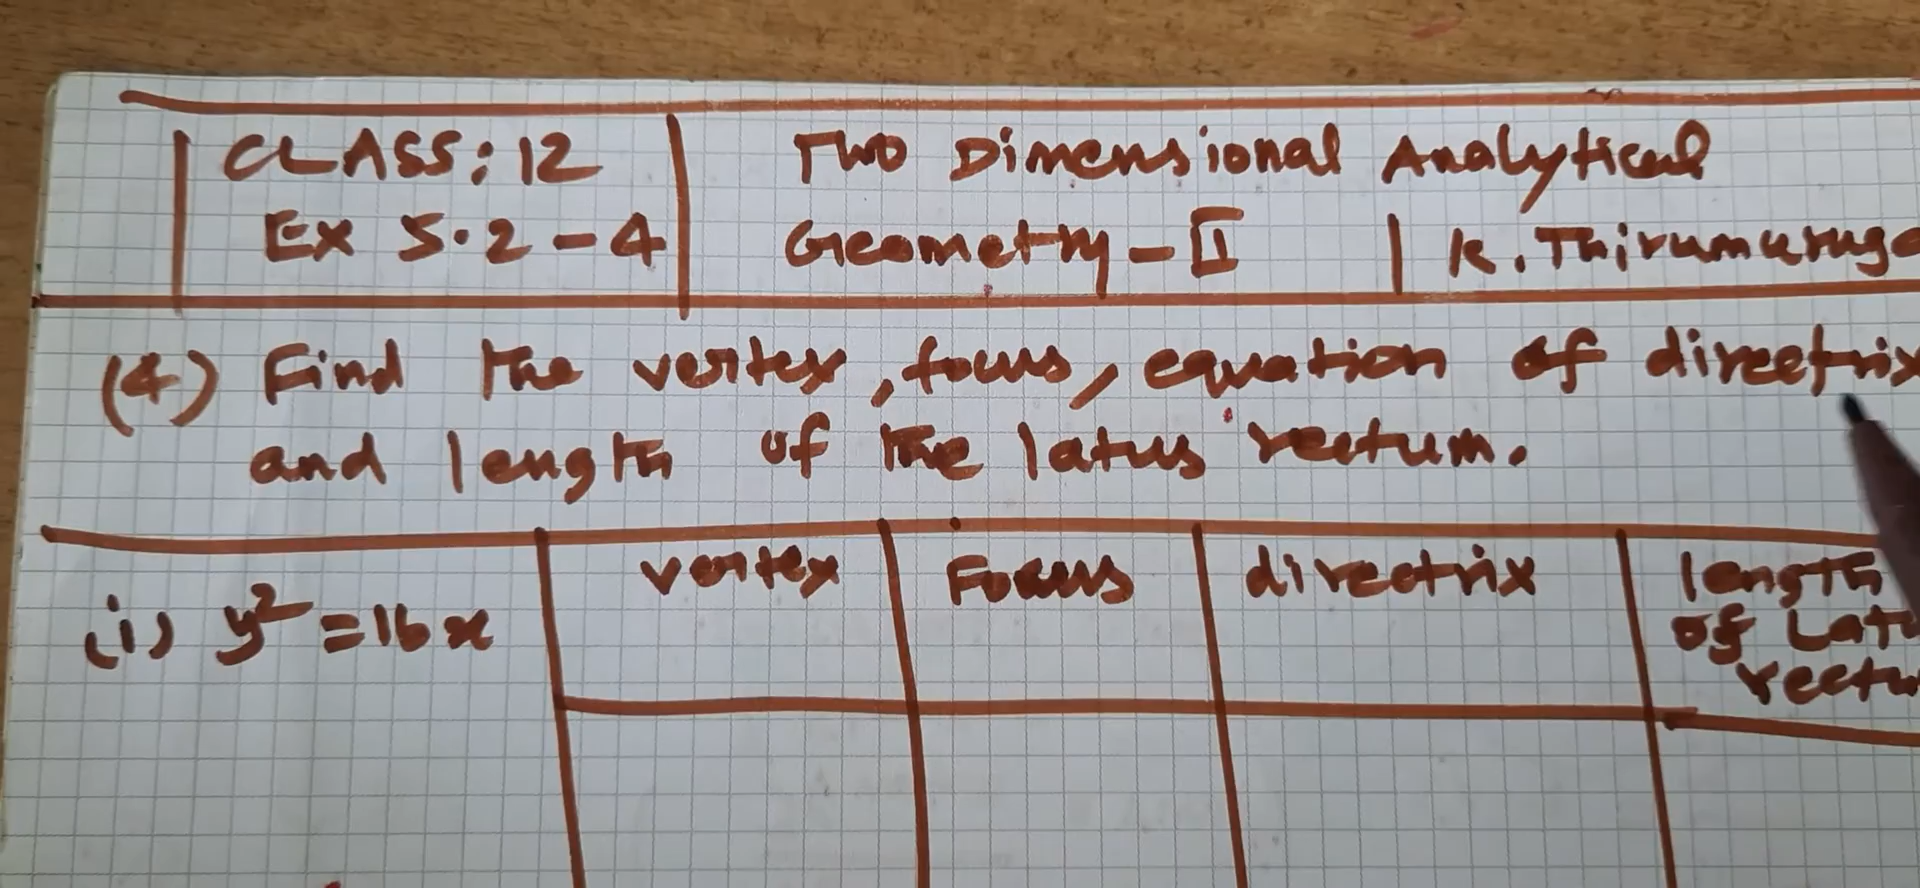 CLASS: 12
Ex 5.2-4
Two Dimensional Analytical
Geometry-II
K. Thirumuruga
(4) Find the vertex, focus, equation of directrix
and length of the latus rectum.
(i) y²=16x
vertex
Focus
directrix
length
of Latu
rectu